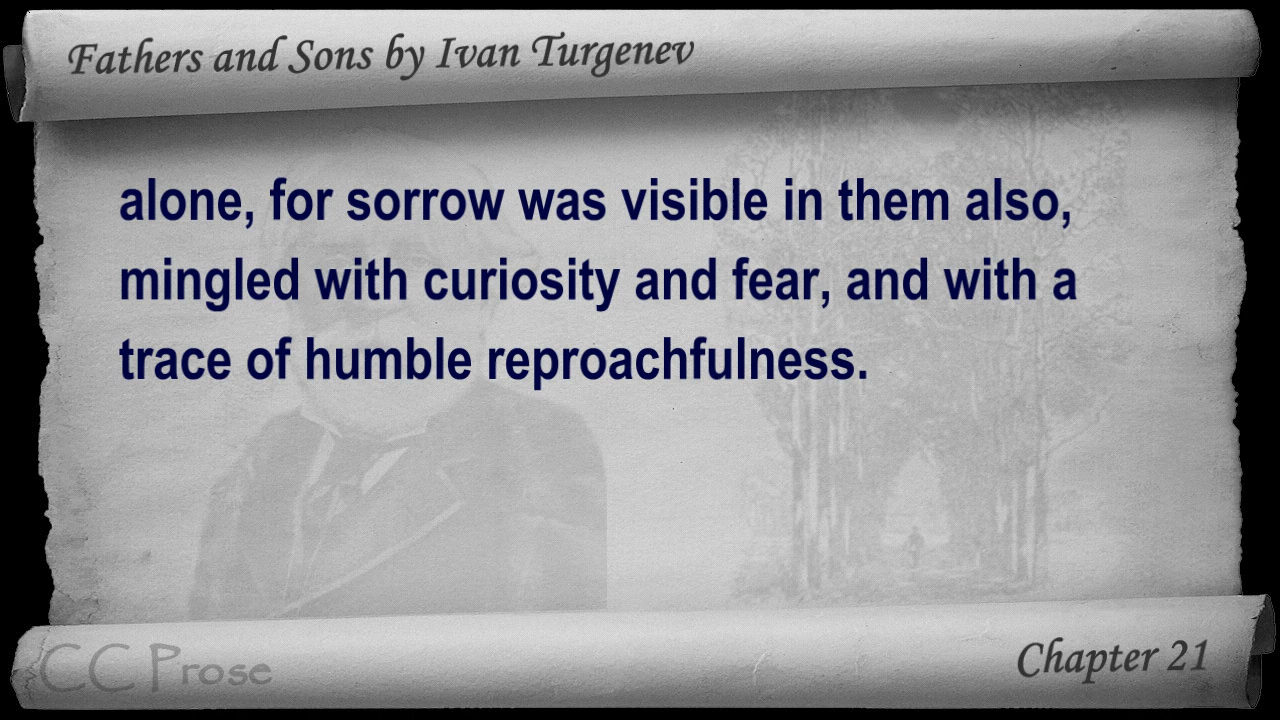 Fathers and Sons by Ivan Turgenev
alone, for sorrow was visible in them also,
mingled with curiosity and fear, and with a
trace of humble reproachfulness.
CC Prose
Chapter 21